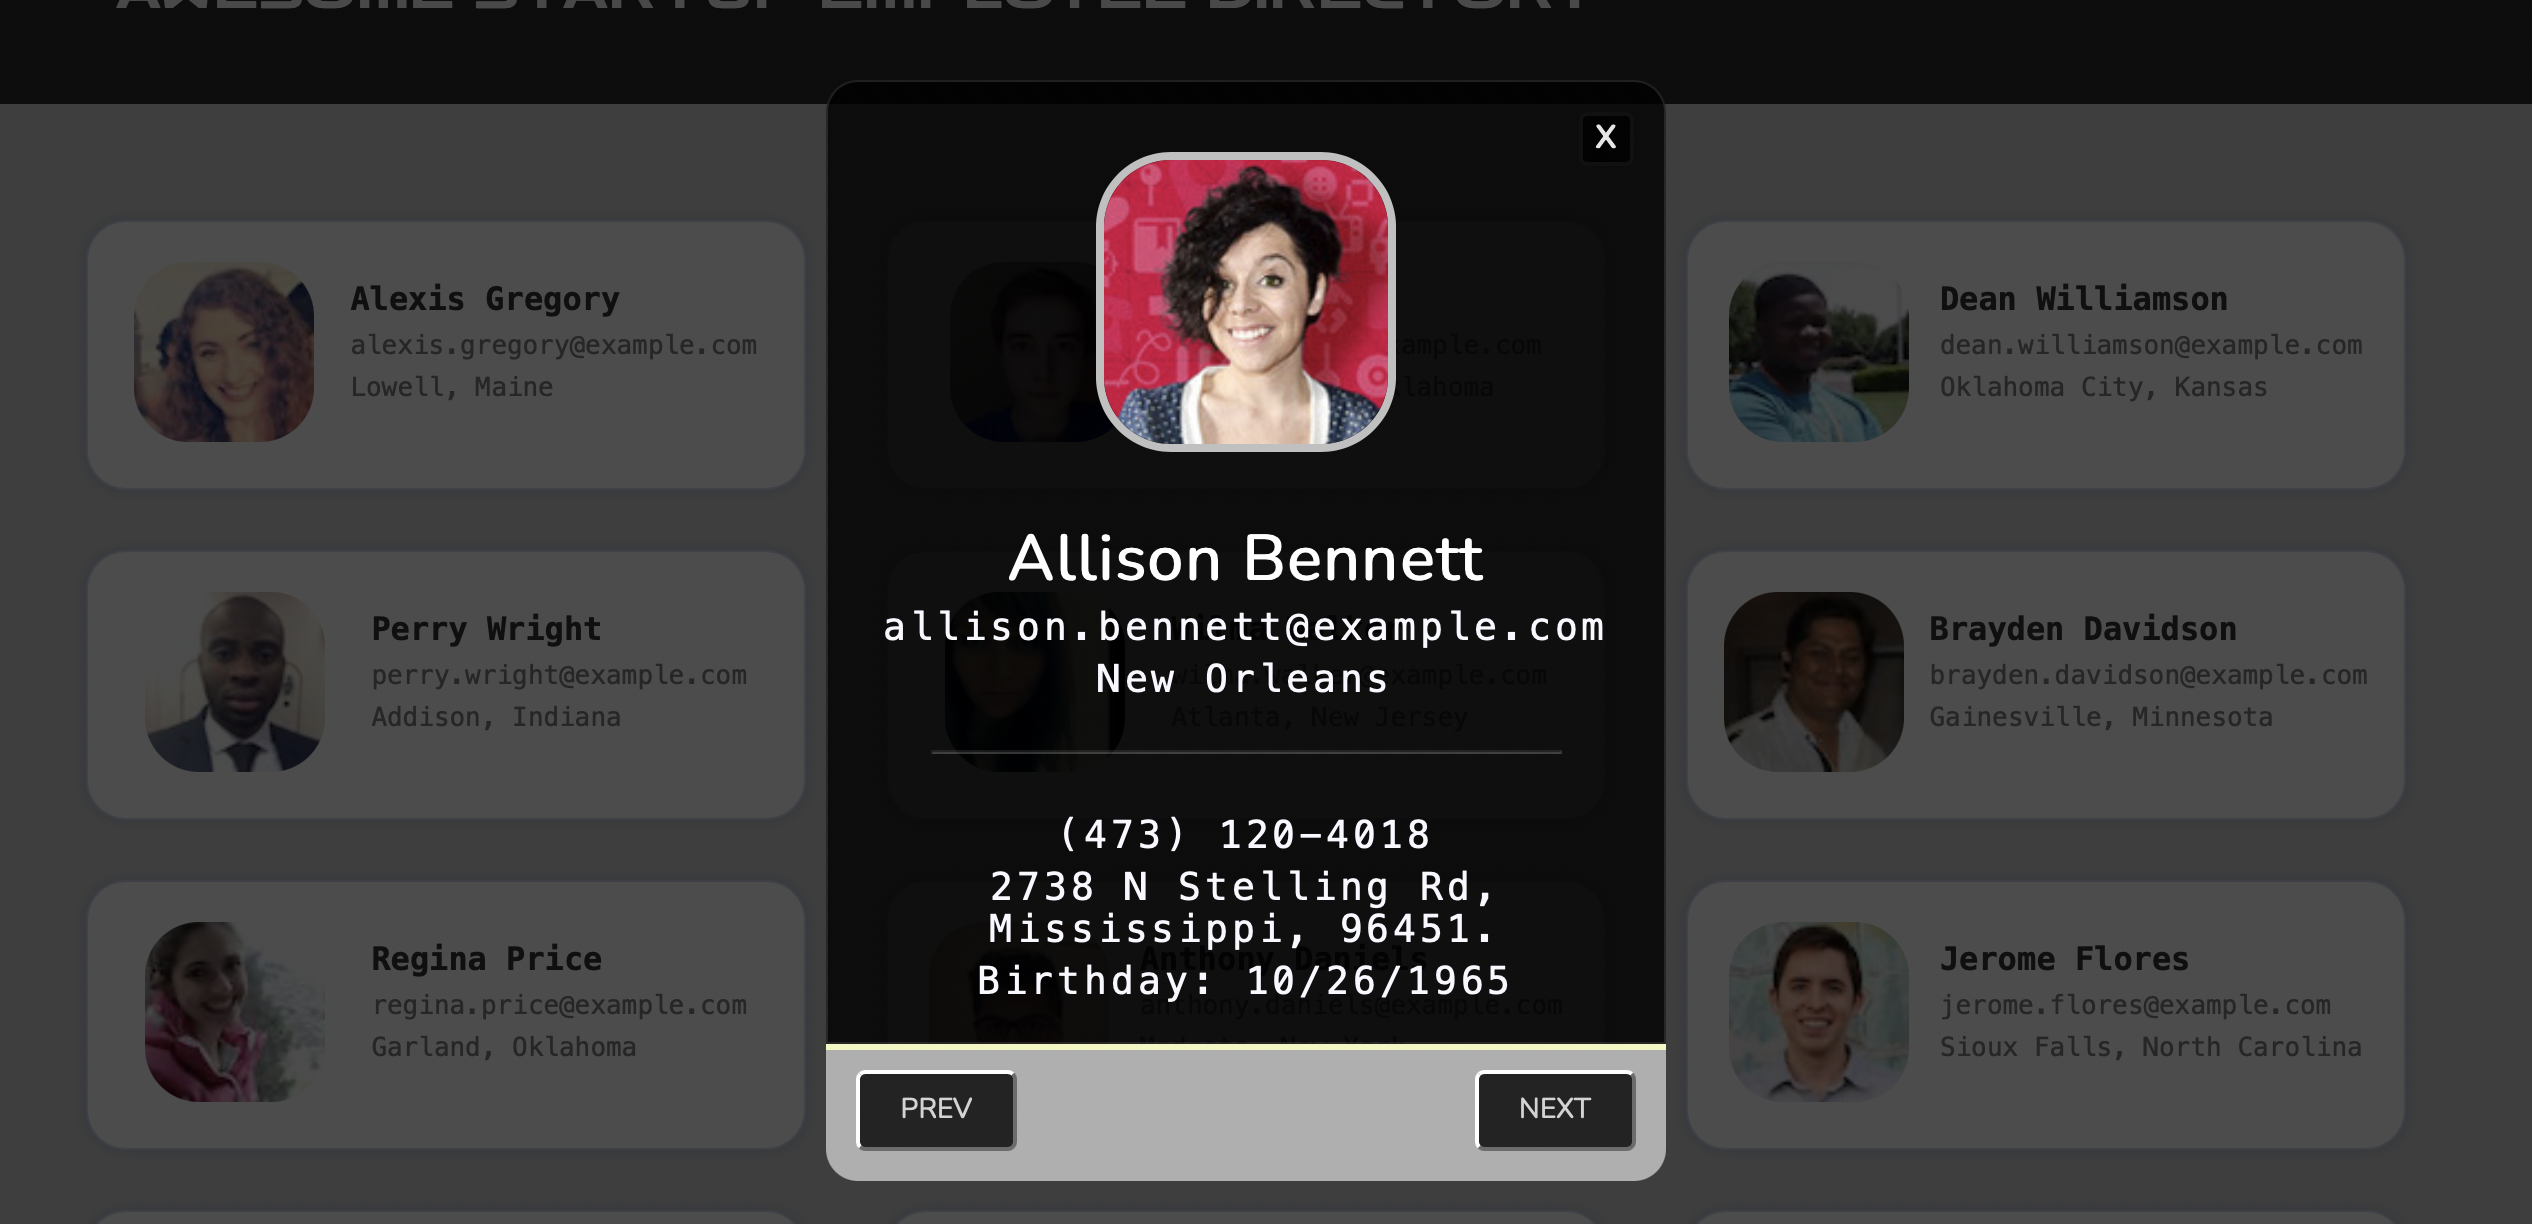 AWESOME STARTUP EMPLOYEE DIRECTORY
X
Alexis Gregory
alexis.gregory@example.com
Lowell, Maine
ample.com
lahoma
Dean Williamson
dean.williamson@example.com
Oklahoma City, Kansas
Allison Bennett
allison.bennett@example.com
New Orleans
Perry Wright
perry.wright@example.com
Addison, Indiana
example.com
Atlanta, New Jersey
Brayden Davidson
brayden.davidson@example.com
Gainesville, Minnesota
(473) 120-4018
2738 N Stelling Rd,
Mississippi, 96451.
Birthday: 10/26/1965
Regina Price
regina.price@example.com
Garland, Oklahoma
Anthony Daniels
anthony.daniels@example.com
Jerome Flores
jerome.flores@example.com
Sioux Falls, North Carolina
PREV
NEXT